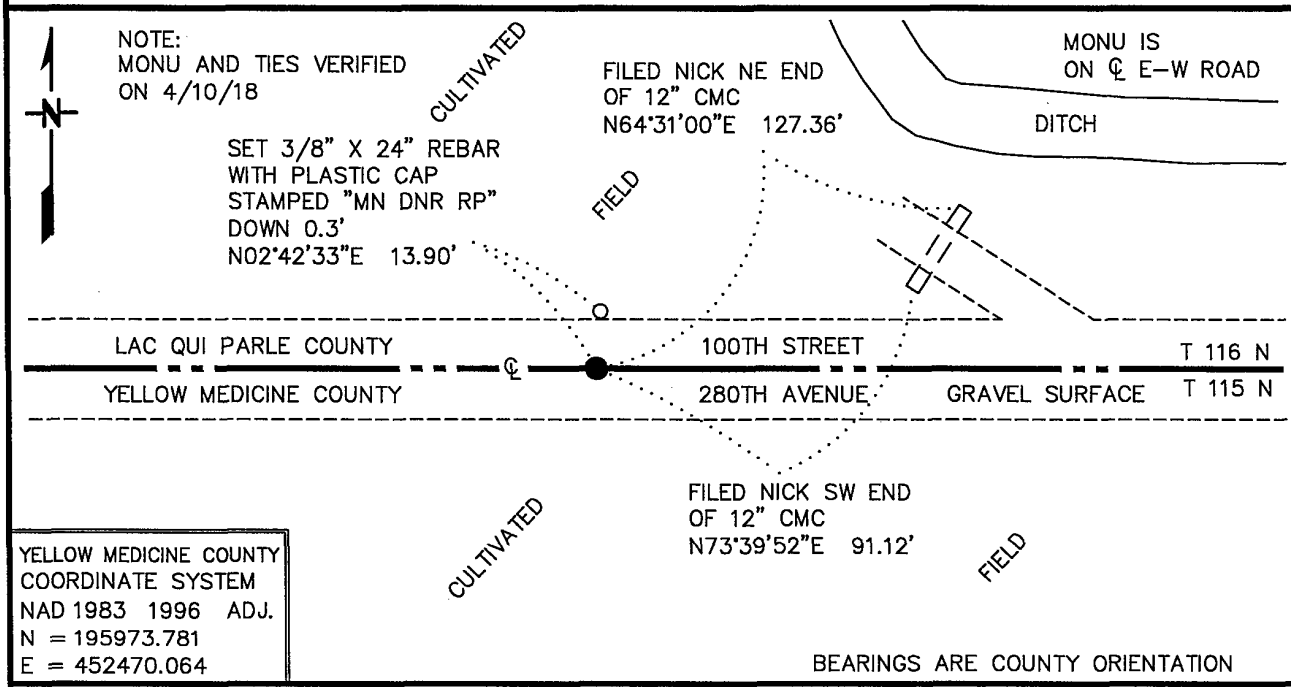 NOTE:
MONU AND TIES VERIFIED
ON 4/10/18
N
CULTIVATED
FILED NICK NE END
OF 12" CMC
N64°31'00"E 127.36'
MONU IS
ON ℄ E-W ROAD
DITCH
SET 3/8" X 24" REBAR
WITH PLASTIC CAP
STAMPED "MN DNR RP"
DOWN 0.3'
N02°42'33"E 13.90'
FIELD
LAC QUI PARLE COUNTY
100TH STREET
T 116 N
℄
YELLOW MEDICINE COUNTY
280TH AVENUE
GRAVEL SURFACE
T 115 N
FILED NICK SW END
OF 12" CMC
N73°39'52"E 91.12'
CULTIVATED
FIELD
YELLOW MEDICINE COUNTY
COORDINATE SYSTEM
NAD 1983 1996 ADJ.
N = 195973.781
E = 452470.064
BEARINGS ARE COUNTY ORIENTATION